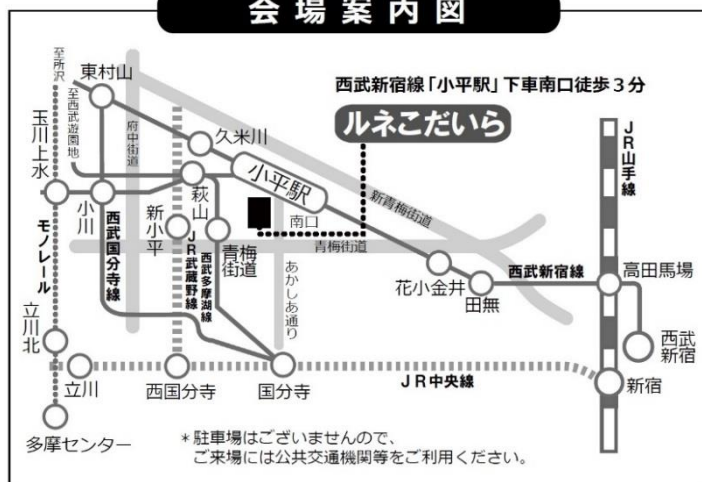 会場案内図
至所沢
東村山
西武新宿線「小平駅」下車南口徒歩3分
ルネこだいら
至西武遊園地
府中街道
久米川
JR山手線
玉川上水
小平駅
新青梅街道
萩山
小川
新小平
南口
青梅街道
青梅街道
モノレール
西武国分寺線
JR武蔵野線
西武多摩湖線
あかしあ通り
花小金井
田無
西武新宿線
高田馬場
西武新宿
立川北
立川
西国分寺
国分寺
JR中央線
新宿
多摩センター
*駐車場はございませんので、
ご来場には公共交通機関等をご利用ください。